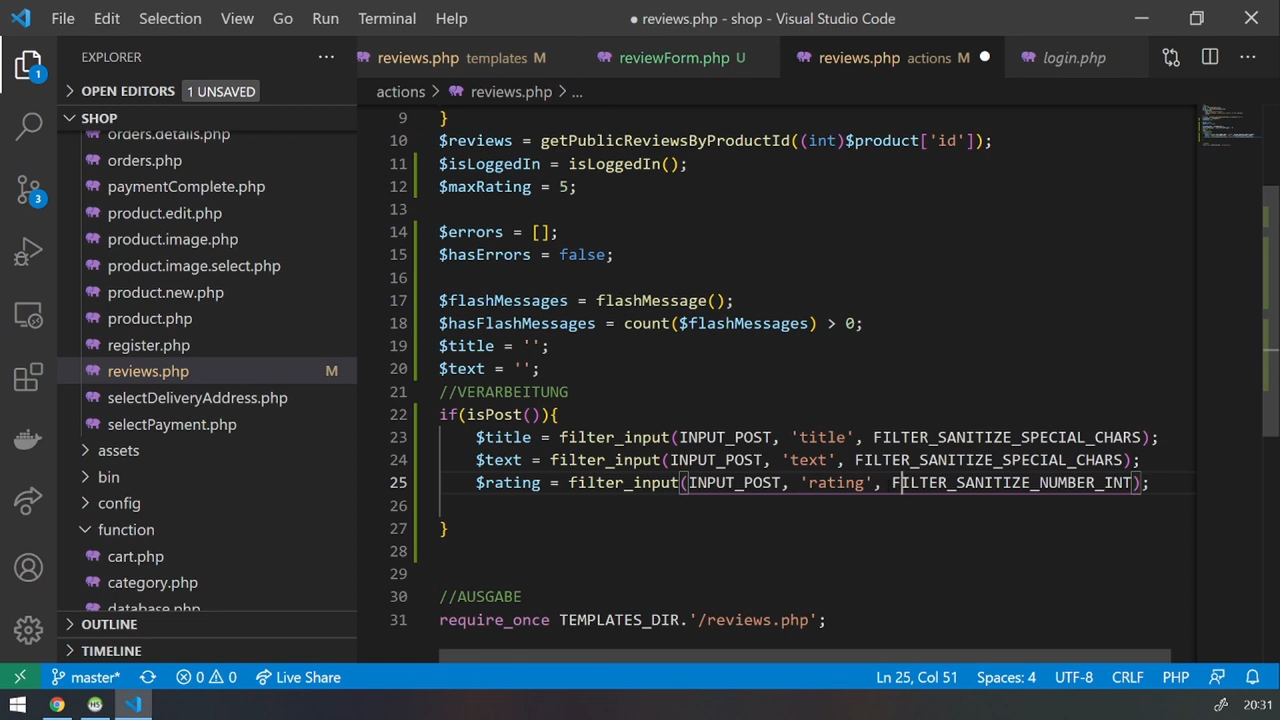 File Edit Selection View Go Run Terminal Help ● reviews.php - shop - Visual Studio Code
EXPLORER ··· reviews.php templates M reviewForm.php U reviews.php actions M ● login.php ···
1
OPEN EDITORS 1 UNSAVED
actions > reviews.php > ...
SHOP
orders.details.php
orders.php
paymentComplete.php
3
product.edit.php
product.image.php
product.image.select.php
product.new.php
product.php
register.php
reviews.php M
selectDeliveryAddress.php
selectPayment.php
assets
bin
config
function
cart.php
category.php
database.php
OUTLINE
TIMELINE
9 }
10 $reviews = getPublicReviewsByProductId((int)$product['id']);
11 $isLoggedIn = isLoggedIn();
12 $maxRating = 5;
13
14 $errors = [];
15 $hasErrors = false;
16
17 $flashMessages = flashMessage();
18 $hasFlashMessages = count($flashMessages) > 0;
19 $title = '';
20 $text = '';
21 //VERARBEITUNG
22 if(isPost()){
23 $title = filter_input(INPUT_POST, 'title', FILTER_SANITIZE_SPECIAL_CHARS);
24 $text = filter_input(INPUT_POST, 'text', FILTER_SANITIZE_SPECIAL_CHARS);
25 $rating = filter_input(INPUT_POST, 'rating', FILTER_SANITIZE_NUMBER_INT);
26
27 }
28
29
30 //AUSGABE
31 require_once TEMPLATES_DIR.'/reviews.php';
master* 0 0 Live Share Ln 25, Col 51 Spaces: 4 UTF-8 CRLF PHP
20:31